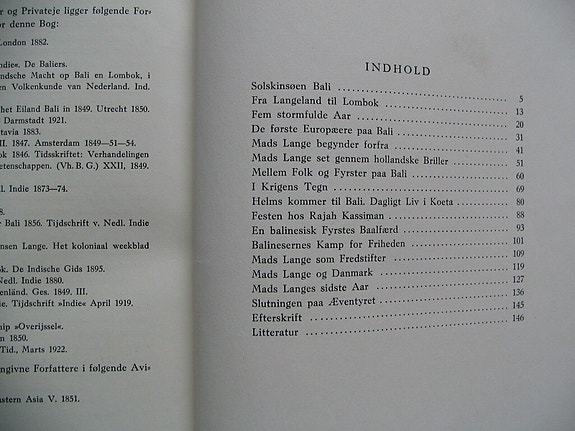 r og Privateje ligger følgende For=
or denne Bog:
London 1882.
ndie«. De Baliers.
ndsche Macht op Bali en Lombok, i
en Volkenkunde van Nederland. Ind.
het Eiland Bali in 1849. Utrecht 1850.
Darmstadt 1921.
tavia 1883.
II. 1847. Amsterdam 1849—51—54.
ok 1846. Tidsskriftet: Verhandelingen
etenschappen. (Vh. B. G.) XXII, 1849.
l. Indie 1873—74.
8.
r Bali 1856. Tijdschrift v. Nedl. Indie
nsen Lange. Het koloniaal weekblad
ok. De Indische Gids 1895.
Nedl. Indie 1880.
enländ. Ges. 1849. III.
ie. Tijdschrift »Indie« April 1919.
hip »Overijssel«.
n 1850.
Tid., Marts 1922.
ngivne Forfattere i følgende Avi=
astern Asia V. 1851.
INDHOLD
Solskinsøen Bali 5
Fra Langeland til Lombok 13
Fem stormfulde Aar 20
De første Europæere paa Bali 31
Mads Lange begynder forfra 41
Mads Lange set gennem hollandske Briller 51
Mellem Folk og Fyrster paa Bali 60
I Krigens Tegn 69
Helms kommer til Bali. Dagligt Liv i Koeta 80
Festen hos Rajah Kassiman 88
En balinesisk Fyrstes Baalfærd 93
Balinesernes Kamp for Friheden 101
Mads Lange som Fredstifter 109
Mads Lange og Danmark 119
Mads Langes sidste Aar 127
Slutningen paa Æventyret 136
Efterskrift 145
Litteratur 146